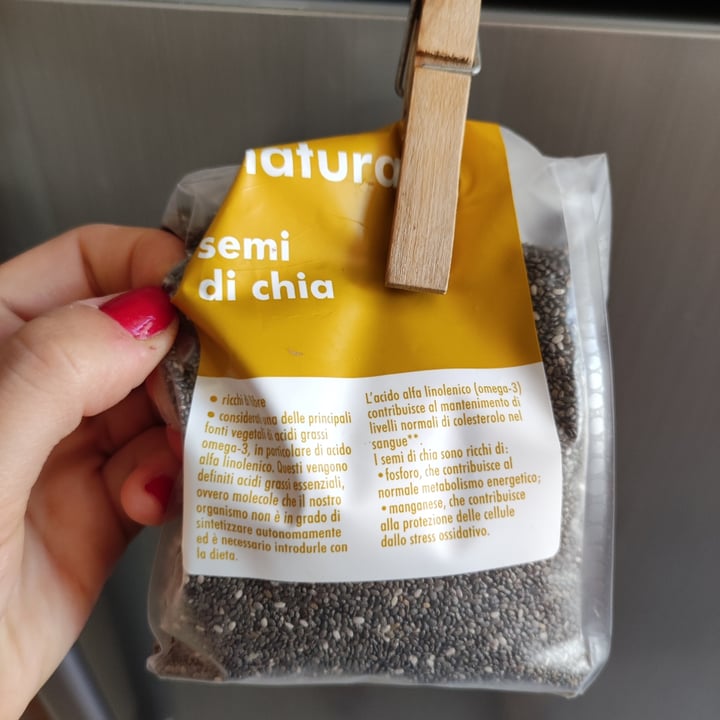 natura
semi
di chia
• ricchi di fibre
• considerati una delle principali
fonti vegetali di acidi grassi
omega-3, in particolare di acido
alfa linolenico. Questi vengono
definiti acidi grassi essenziali,
ovvero molecole che il nostro
organismo non è in grado di
sintetizzare autonomamente
ed è necessario introdurle con
la dieta.
L'acido alfa linolenico (omega-3)
contribuisce al mantenimento di
livelli normali di colesterolo nel
sangue**.
I semi di chia sono ricchi di:
• fosforo, che contribuisce al
normale metabolismo energetico;
• manganese, che contribuisce
alla protezione delle cellule
dallo stress ossidativo.